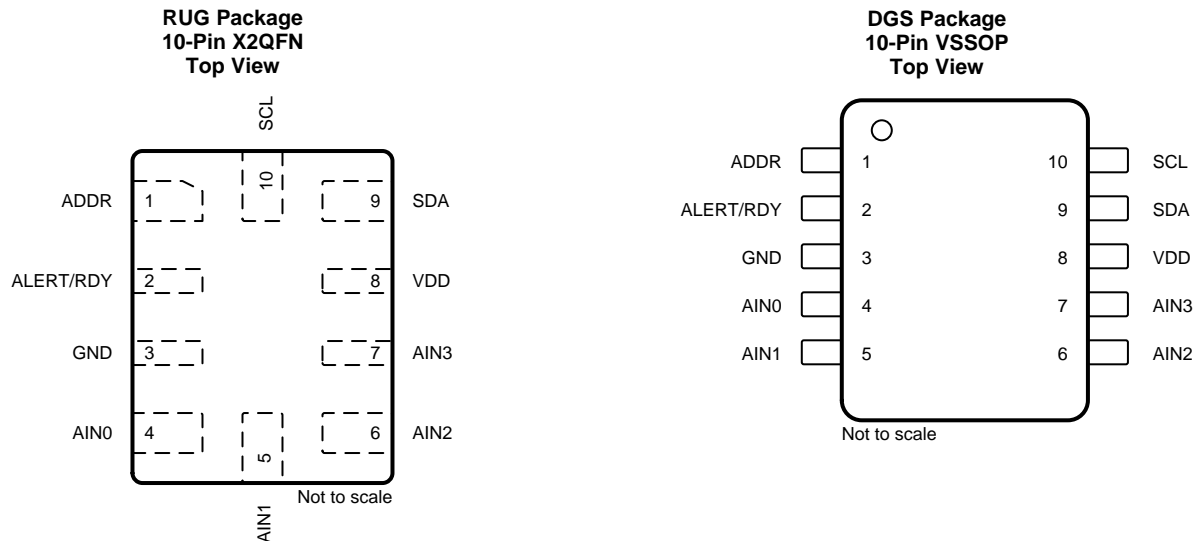 RUG Package
10-Pin X2QFN
Top View
SCL
10
ADDR 1 9 SDA
ALERT/RDY 2 8 VDD
GND 3 7 AIN3
AIN0 4 6 AIN2
5
Not to scale
AIN1
DGS Package
10-Pin VSSOP
Top View
ADDR 1 10 SCL
ALERT/RDY 2 9 SDA
GND 3 8 VDD
AIN0 4 7 AIN3
AIN1 5 6 AIN2
Not to scale